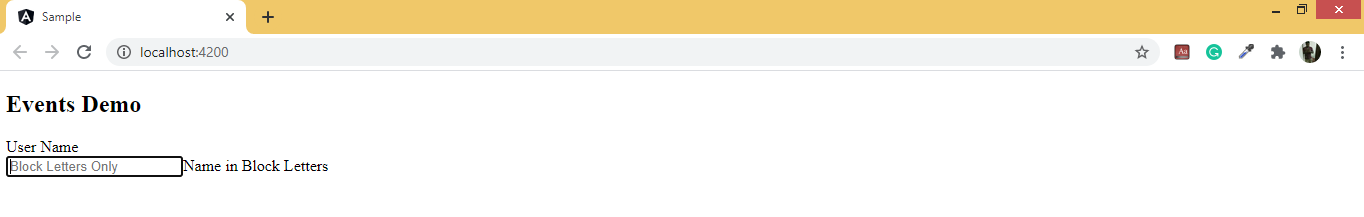 Sample
localhost:4200
Events Demo
User Name
Block Letters Only Name in Block Letters